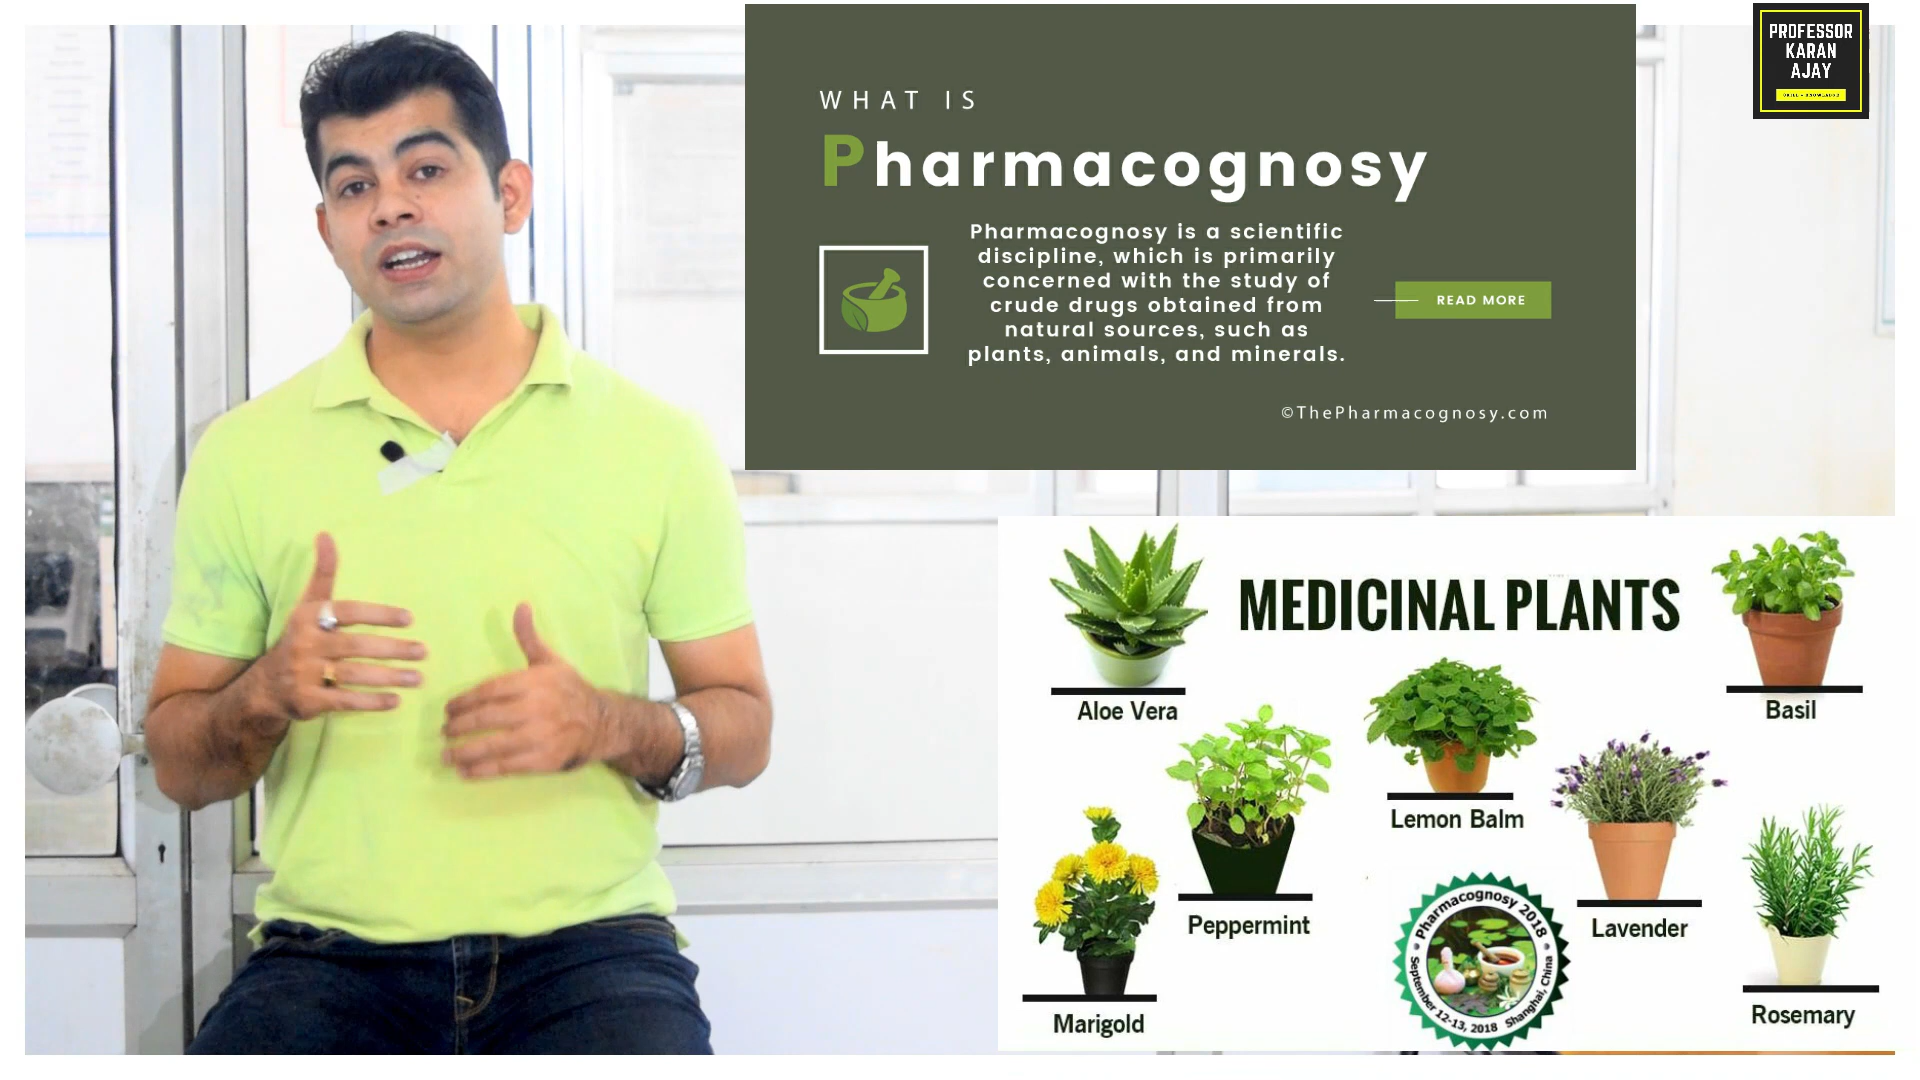 WHAT IS
Pharmacognosy
Pharmacognosy is a scientific
discipline, which is primarily
concerned with the study of
crude drugs obtained from
natural sources, such as
plants, animals, and minerals.
READ MORE
©ThePharmacognosy.com
PROFESSOR
KARAN
AJAY
MEDICINAL PLANTS
Aloe Vera
Basil
Lemon Balm
Peppermint
Lavender
Marigold
Rosemary
Pharmacognosy 2018
September 12-13, 2018 Shanghai, China